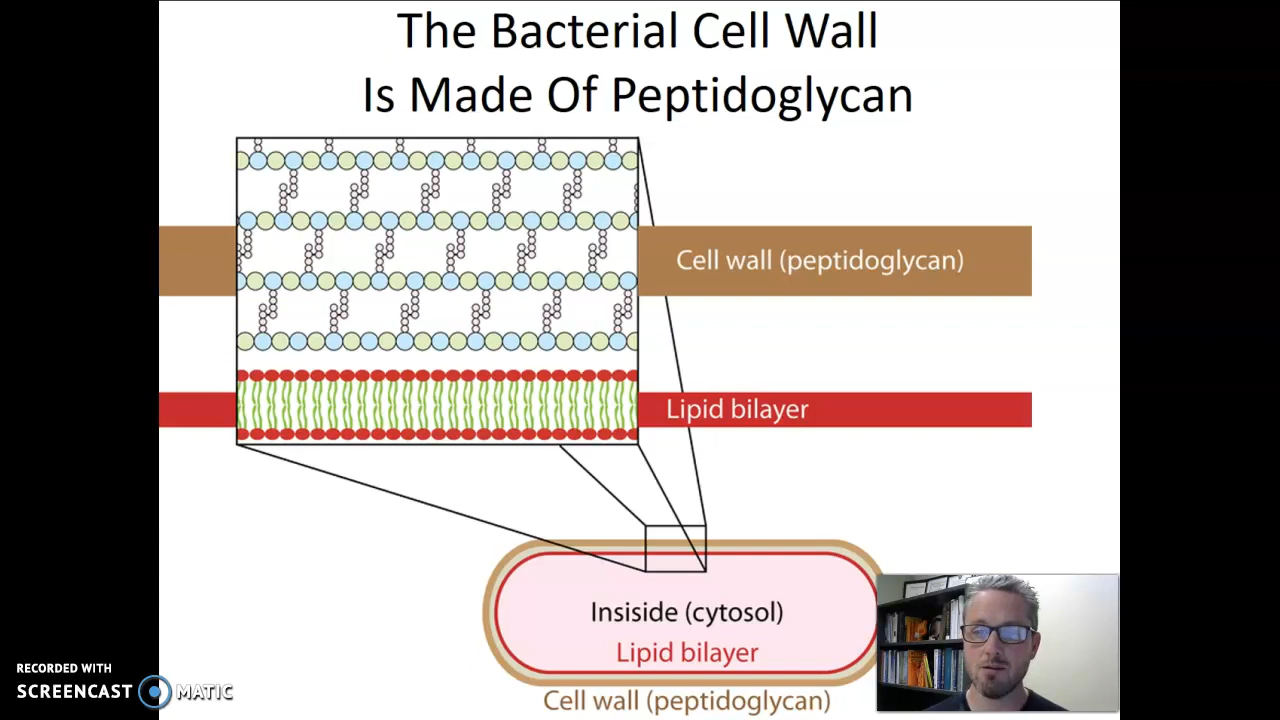 The Bacterial Cell Wall
Is Made Of Peptidoglycan
Cell wall (peptidoglycan)
Lipid bilayer
Insiside (cytosol)
Lipid bilayer
Cell wall (peptidoglycan)
RECORDED WITH
SCREENCAST MATIC